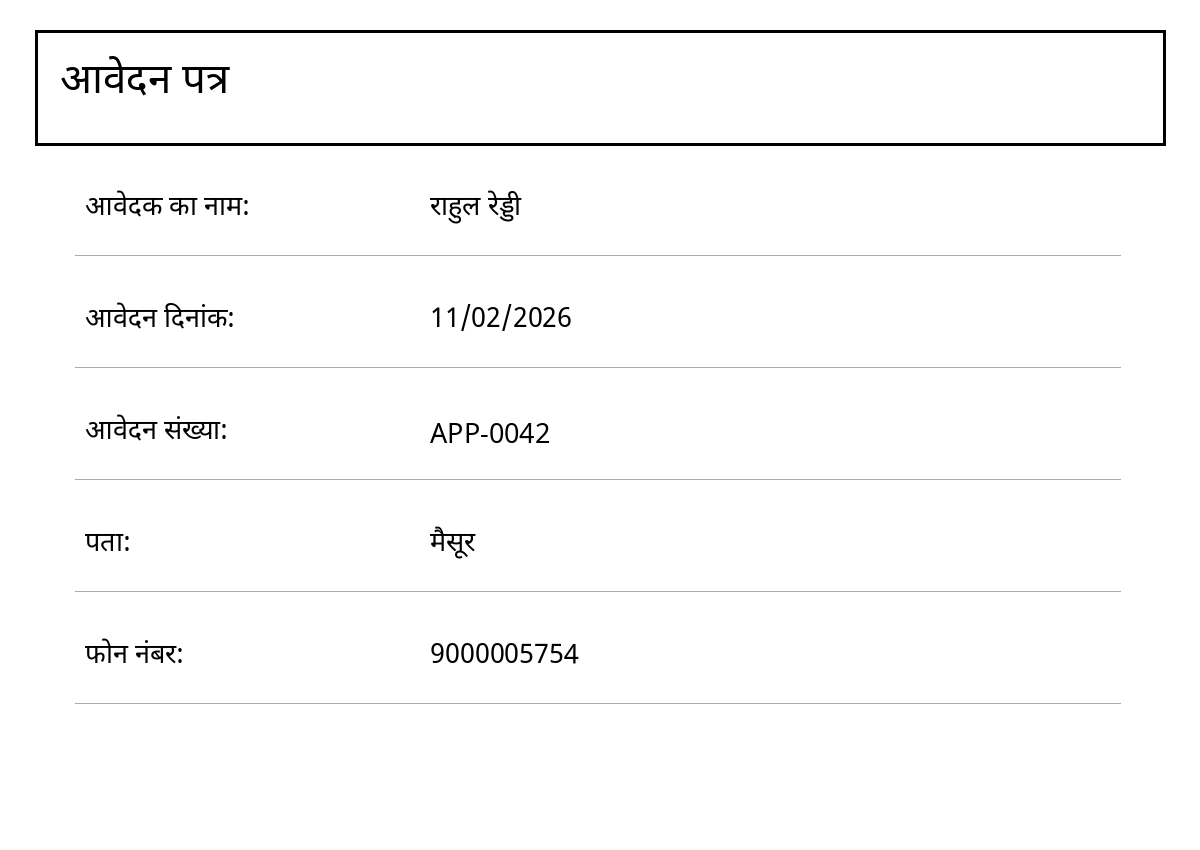 आवेदन पत्र
आवेदक का नाम: राहुल रेड्डी
आवेदन दिनांक: 11/02/2026
आवेदन संख्या: APP-0042
पता: मैसूर
फोन नंबर: 9000005754